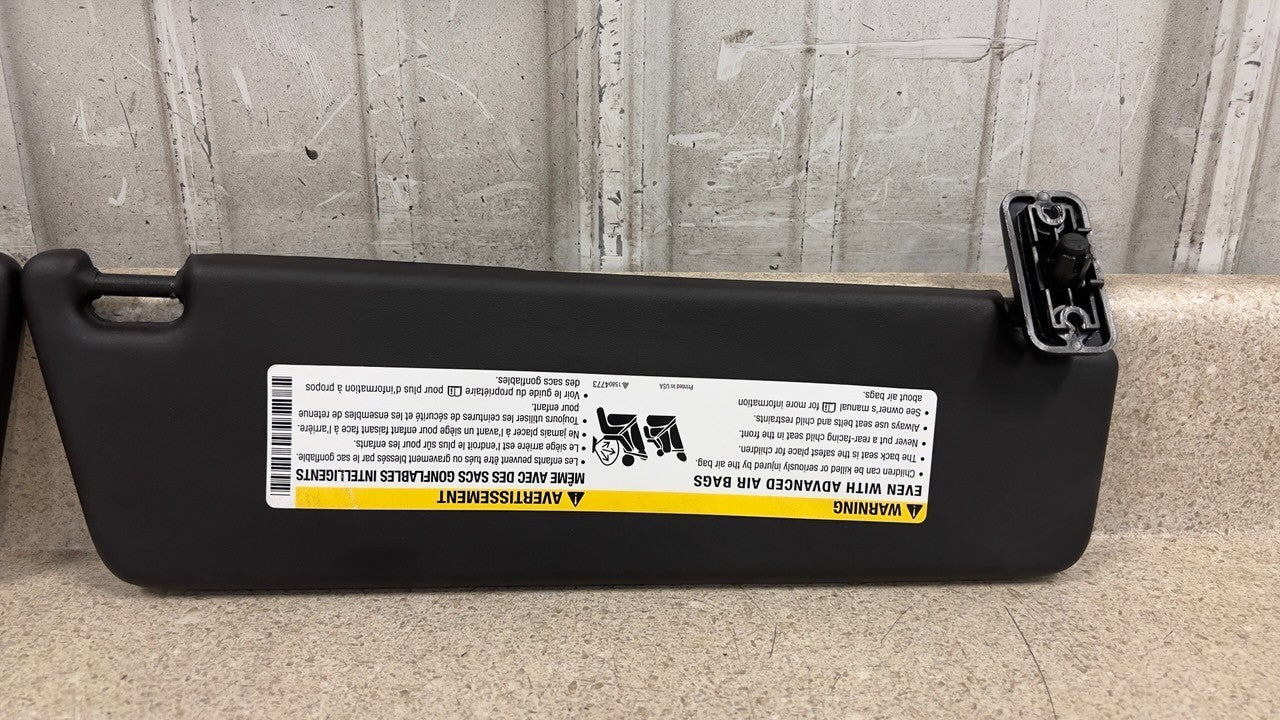 ⚠ WARNING
EVEN WITH ADVANCED AIR BAGS
• Children can be killed or seriously injured by the air bag.
• The back seat is the safest place for children.
• Never put a rear-facing child seat in the front.
• Always use seat belts and child restraints.
• See owner's manual for more information
about air bags.
Printed in USA
15804773
⚠ AVERTISSEMENT
MÊME AVEC DES SACS GONFLABLES INTELLIGENTS
• Les enfants peuvent être tués ou gravement blessés par le sac gonflable.
• Le siège arrière est l'endroit le plus sûr pour les enfants.
• Ne jamais placer à l'avant un siège pour enfant faisant face à l'arrière.
• Toujours utiliser les ceintures de sécurité et les ensembles de retenue
pour enfant.
• Voir le guide du propriétaire pour plus d'information à propos
des sacs gonflables.